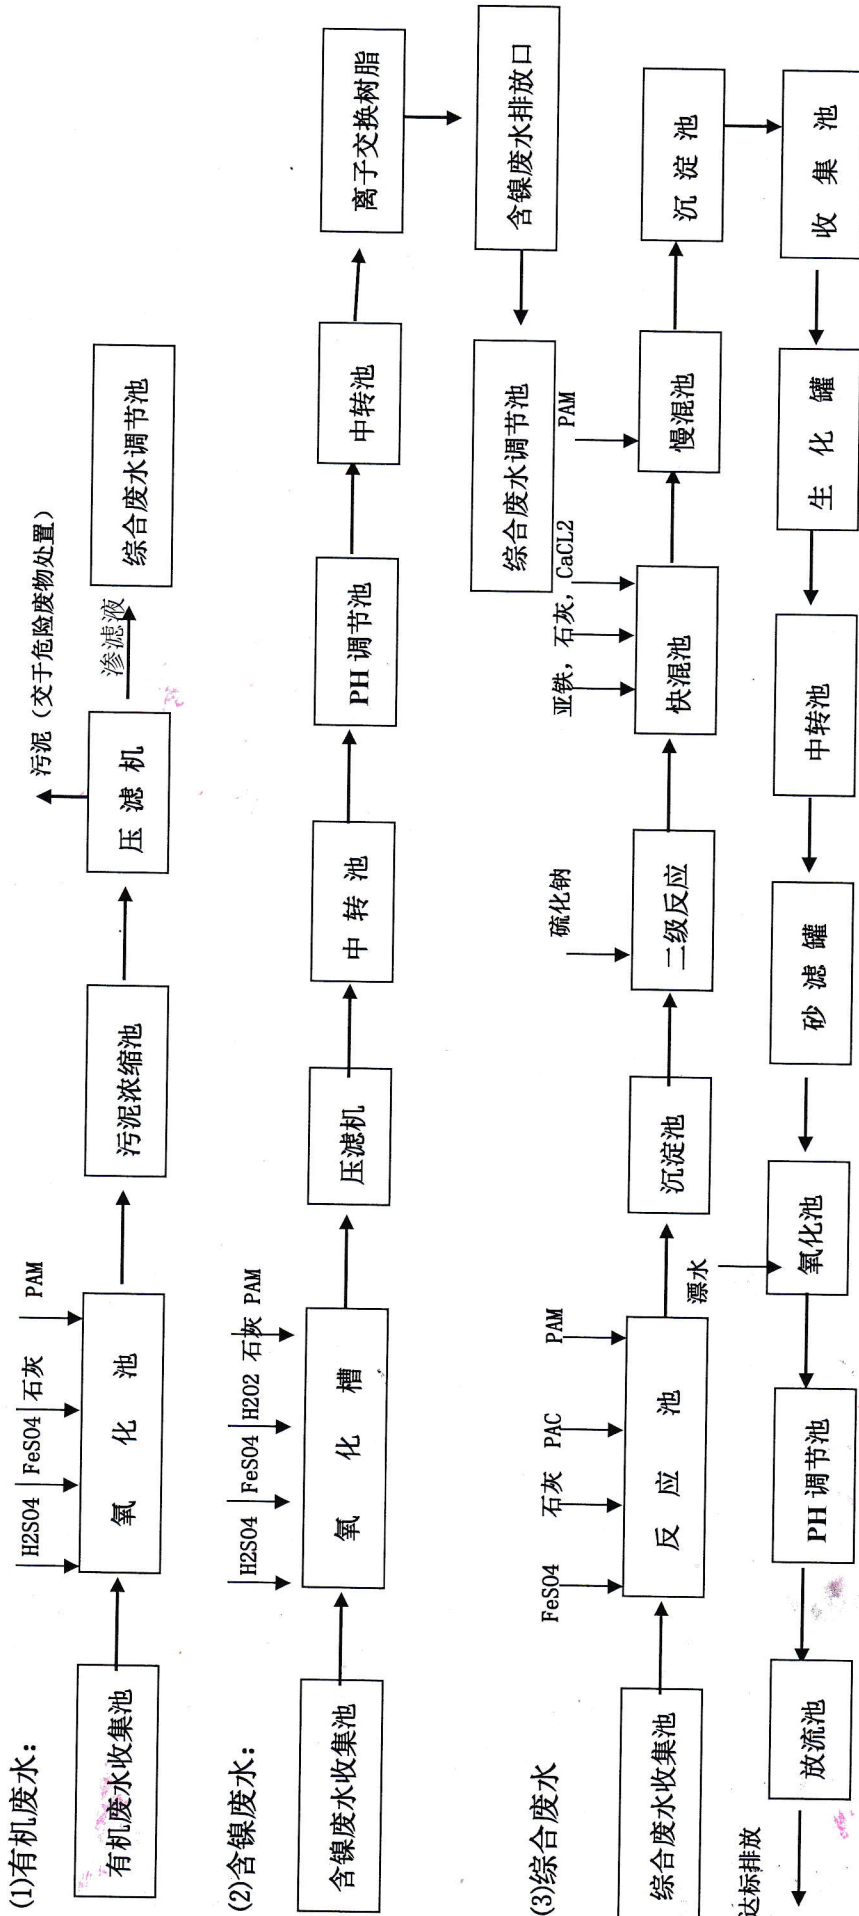 (1)有机废水：
H2SO4 FeSO4 石灰 PAM
污泥（交于危险废物处置）
有机废水收集池
氧 化 池
污泥浓缩池
压 滤 机
渗滤液
综合废水调节池
(2)含镍废水：
H2SO4 FeSO4 H2O2 石灰 PAM
含镍废水收集池
氧 化 槽
压滤机
中 转 池
PH 调节池
中转池
离子交换树脂
含镍废水排放口
综合废水调节池
(3)综合废水
FeSO4 石灰 PAC PAM
硫化钠
亚铁，石灰，CaCL2
PAM
综合废水收集池
反 应 池
沉淀池
二级反应
快混池
慢混池
沉 淀 池
收 集 池
生 化 罐
中转池
砂 滤 罐
漂水
氧化池
PH 调节池
放流池
达标排放